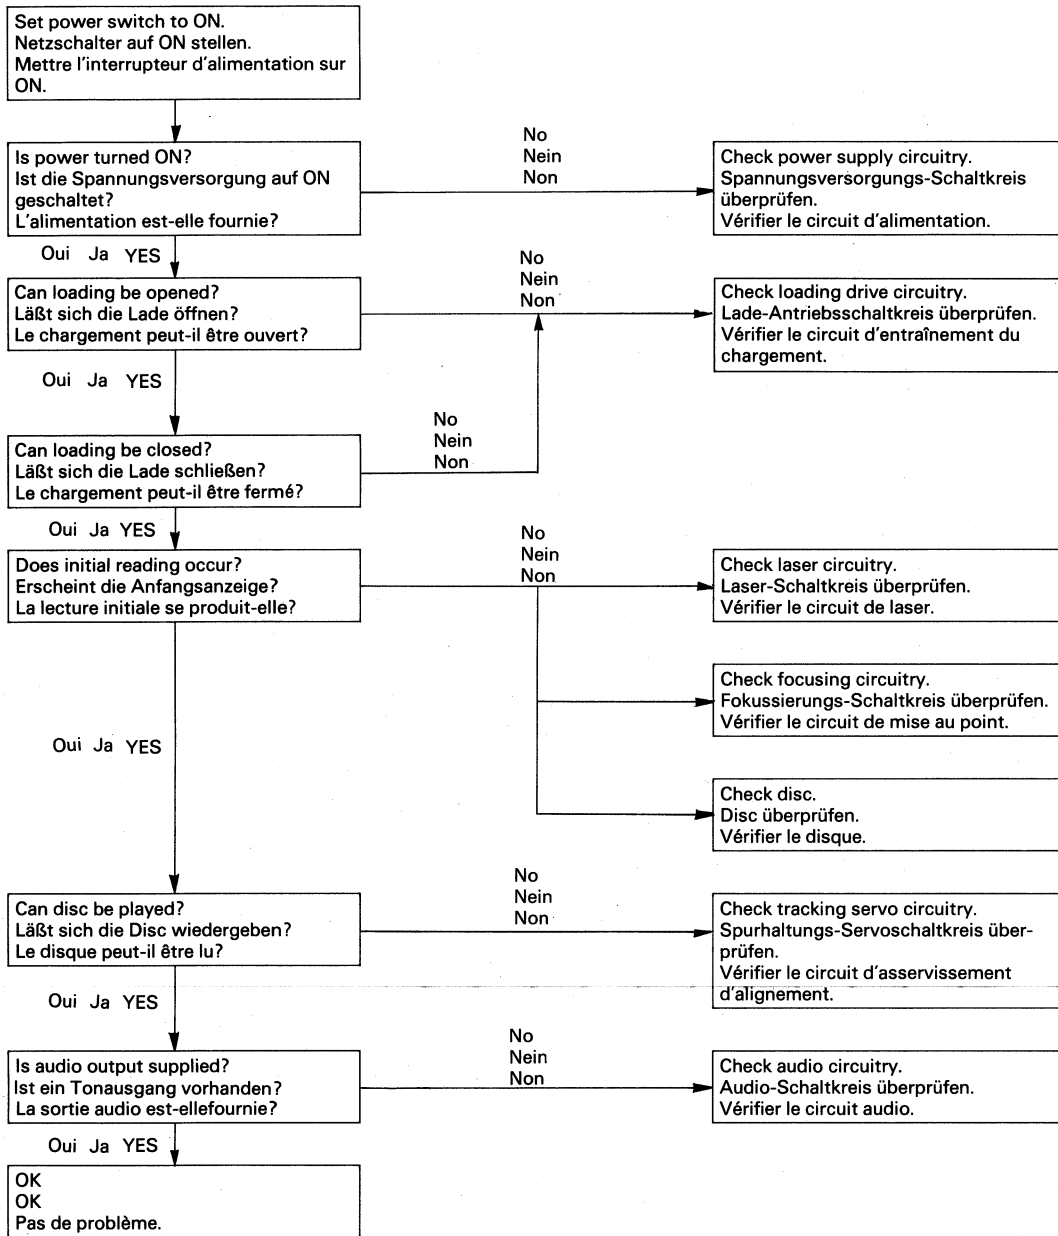 Set power switch to ON.
Netzschalter auf ON stellen.
Mettre l'interrupteur d'alimentation sur
ON.
Is power turned ON?
Ist die Spannungsversorgung auf ON
geschaltet?
L'alimentation est-elle fournie?
No
Nein
Non
Check power supply circuitry.
Spannungsversorgungs-Schaltkreis
überprüfen.
Vérifier le circuit d'alimentation.
Oui Ja YES
Can loading be opened?
Läßt sich die Lade öffnen?
Le chargement peut-il être ouvert?
No
Nein
Non
Check loading drive circuitry.
Lade-Antriebsschaltkreis überprüfen.
Vérifier le circuit d'entraînement du
chargement.
Oui Ja YES
Can loading be closed?
Läßt sich die Lade schließen?
Le chargement peut-il être fermé?
No
Nein
Non
Oui Ja YES
Does initial reading occur?
Erscheint die Anfangsanzeige?
La lecture initiale se produit-elle?
No
Nein
Non
Check laser circuitry.
Laser-Schaltkreis überprüfen.
Vérifier le circuit de laser.
Check focusing circuitry.
Fokussierungs-Schaltkreis überprüfen.
Vérifier le circuit de mise au point.
Check disc.
Disc überprüfen.
Vérifier le disque.
Oui Ja YES
Can disc be played?
Läßt sich die Disc wiedergeben?
Le disque peut-il être lu?
No
Nein
Non
Check tracking servo circuitry.
Spurhaltungs-Servoschaltkreis über-
prüfen.
Vérifier le circuit d'asservissement
d'alignement.
Oui Ja YES
Is audio output supplied?
Ist ein Tonausgang vorhanden?
La sortie audio est-ellefournie?
No
Nein
Non
Check audio circuitry.
Audio-Schaltkreis überprüfen.
Vérifier le circuit audio.
Oui Ja YES
OK
OK
Pas de problème.